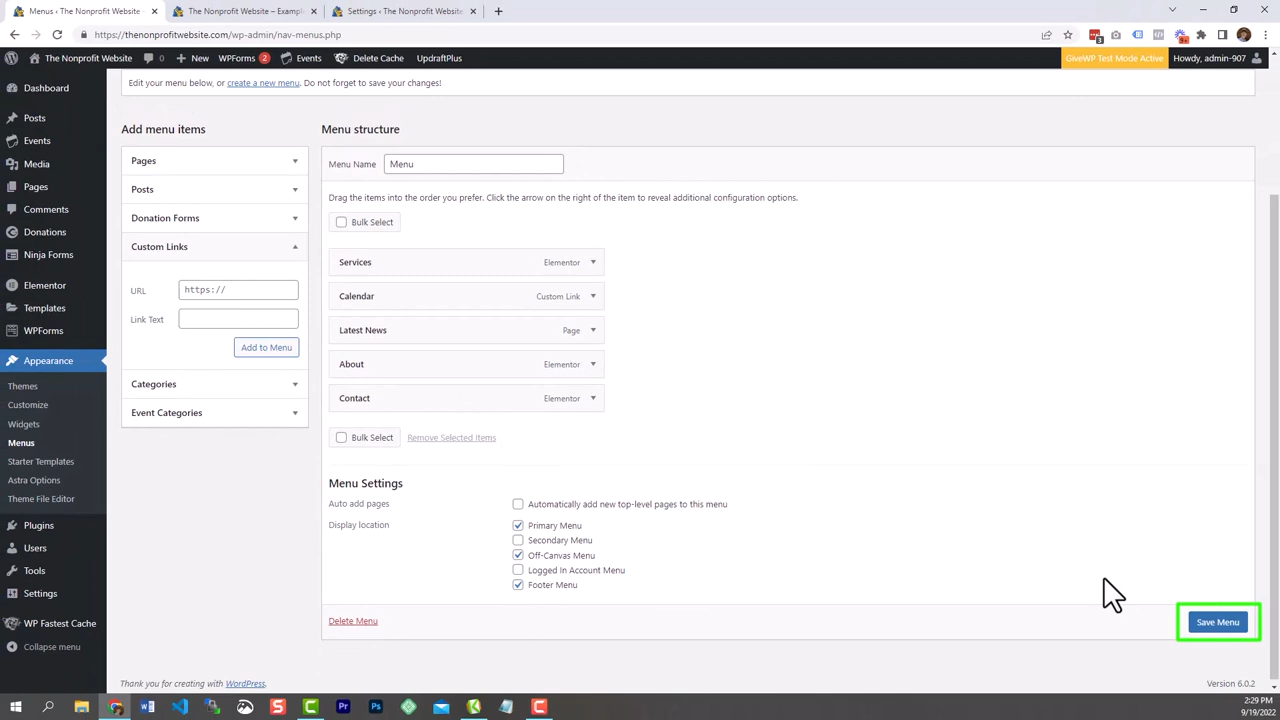 Menus ‹ The Nonprofit Website — W
The Nonprofit Website – Example
Settings ‹ The Nonprofit Website
https://thenonprofitwebsite.com/wp-admin/nav-menus.php
3
9+
The Nonprofit Website
0
New
WPForms
2
Events
Delete Cache
UpdraftPlus
GiveWP Test Mode Active
Howdy, admin-907
Edit your menu below, or create a new menu. Do not forget to save your changes!
Dashboard
Posts
Events
Media
Pages
Comments
Donations
Ninja Forms
Elementor
Templates
WPForms
Appearance
Themes
Customize
Widgets
Menus
Starter Templates
Astra Options
Theme File Editor
Plugins
Users
Tools
Settings
WP Fastest Cache
Collapse menu
Add menu items
Pages
Posts
Donation Forms
Custom Links
URL
https://
Link Text
Add to Menu
Categories
Event Categories
Menu structure
Menu Name
Menu
Drag the items into the order you prefer. Click the arrow on the right of the item to reveal additional configuration options.
Bulk Select
Services Elementor
Calendar Custom Link
Latest News Page
About Elementor
Contact Elementor
Bulk Select
Remove Selected Items
Menu Settings
Auto add pages
Automatically add new top-level pages to this menu
Display location
Primary Menu
Secondary Menu
Off-Canvas Menu
Logged In Account Menu
Footer Menu
Delete Menu
Save Menu
Thank you for creating with WordPress.
Version 6.0.2
2:29 PM
9/19/2022